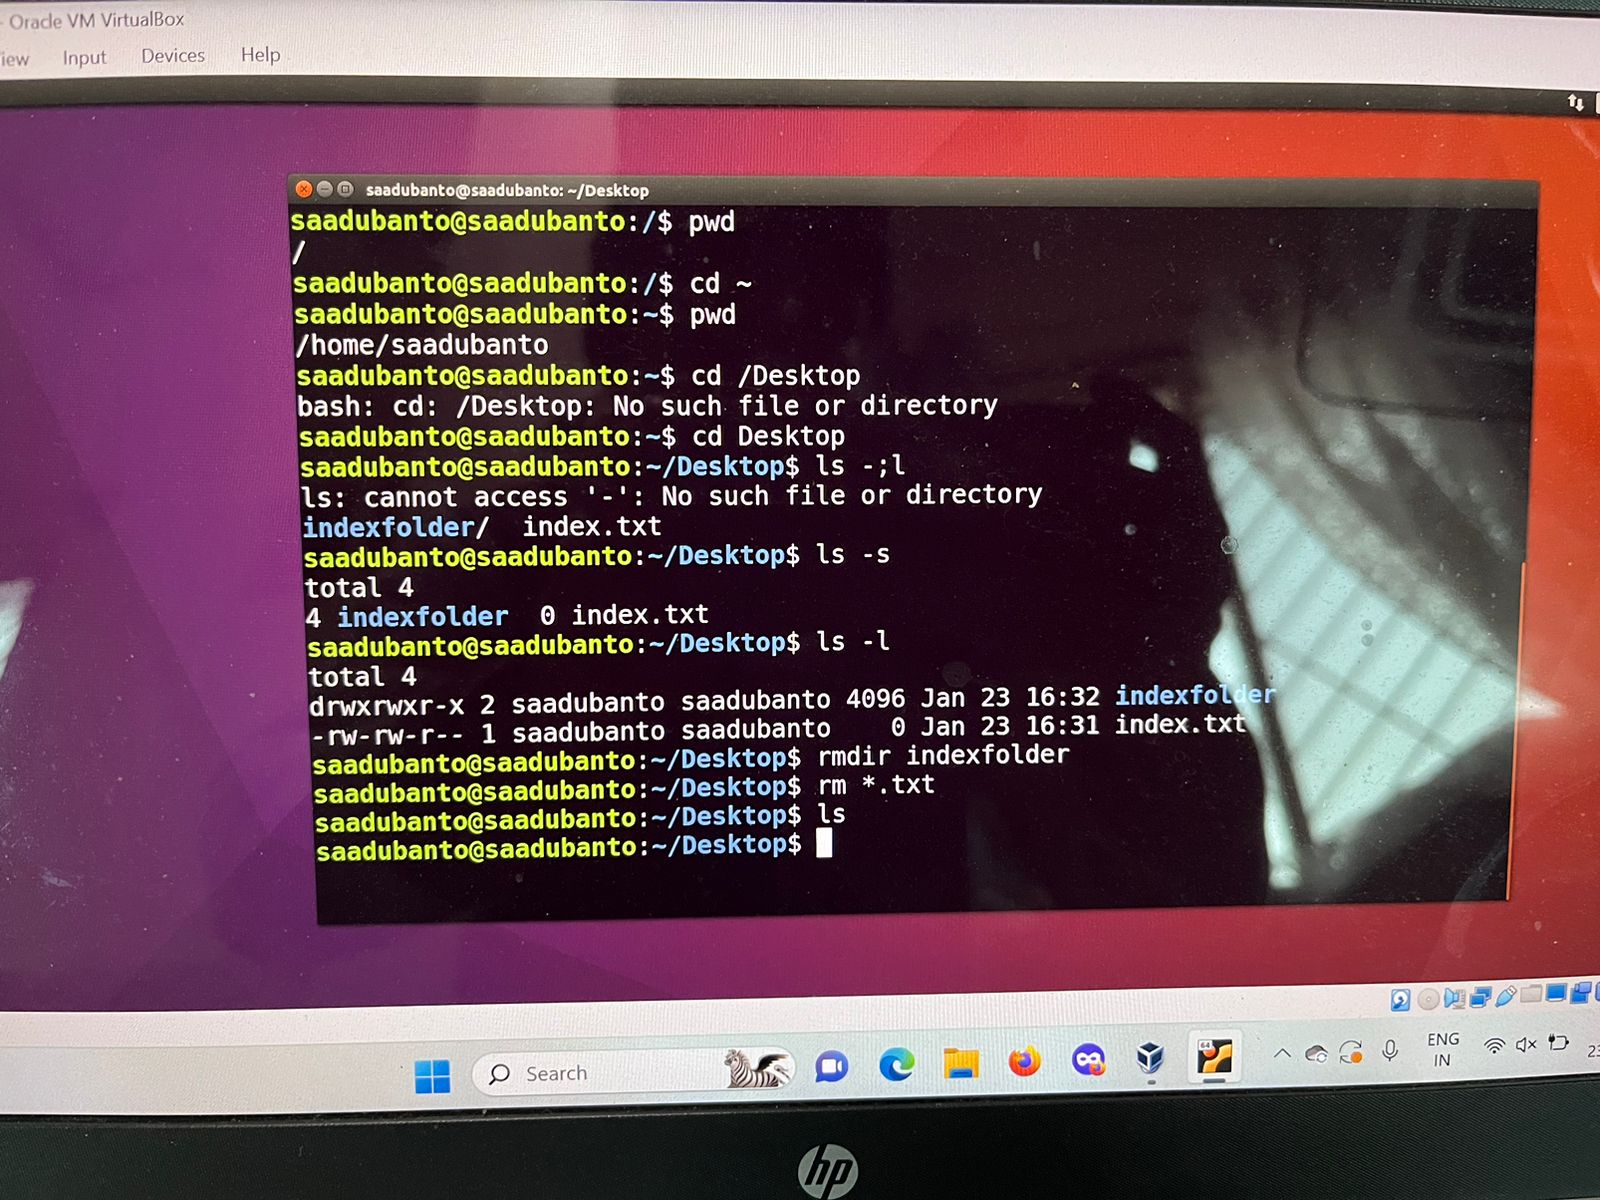 - Oracle VM VirtualBox
iew Input Devices Help
saadubanto@saadubanto: ~/Desktop
saadubanto@saadubanto:/$ pwd
/
saadubanto@saadubanto:/$ cd ~
saadubanto@saadubanto:~$ pwd
/home/saadubanto
saadubanto@saadubanto:~$ cd /Desktop
bash: cd: /Desktop: No such file or directory
saadubanto@saadubanto:~$ cd Desktop
saadubanto@saadubanto:~/Desktop$ ls -;l
ls: cannot access '-': No such file or directory
indexfolder/  index.txt
saadubanto@saadubanto:~/Desktop$ ls -s
total 4
4 indexfolder  0 index.txt
saadubanto@saadubanto:~/Desktop$ ls -l
total 4
drwxrwxr-x 2 saadubanto saadubanto 4096 Jan 23 16:32 indexfolder
-rw-rw-r-- 1 saadubanto saadubanto    0 Jan 23 16:31 index.txt
saadubanto@saadubanto:~/Desktop$ rmdir indexfolder
saadubanto@saadubanto:~/Desktop$ rm *.txt
saadubanto@saadubanto:~/Desktop$ ls
saadubanto@saadubanto:~/Desktop$
Search
64
ENG
IN
hp